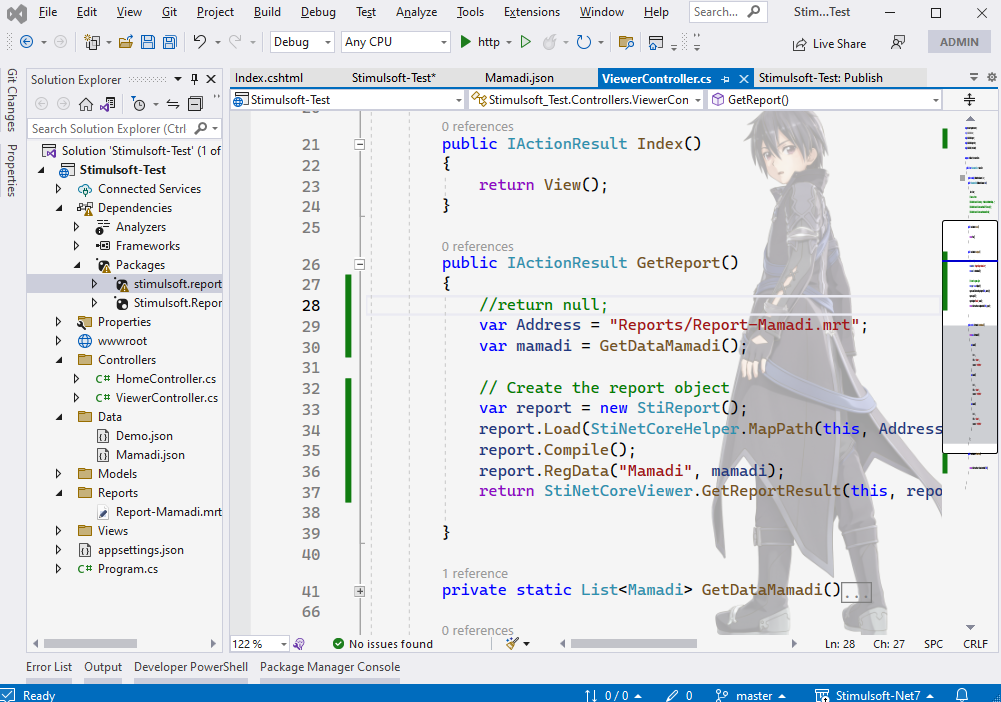 File Edit View Git Project Build Debug Test Analyze Tools Extensions Window Help Search... Stim...Test
Debug Any CPU http Live Share ADMIN
Git Changes
Properties
Solution Explorer
Search Solution Explorer (Ctrl
Solution 'Stimulsoft-Test' (1 of
Stimulsoft-Test
Connected Services
Dependencies
Analyzers
Frameworks
Packages
stimulsoft.report
Stimulsoft.Repor
Properties
wwwroot
Controllers
C# HomeController.cs
C# ViewerController.cs
Data
Demo.json
Mamadi.json
Models
Reports
Report-Mamadi.mrt
Views
appsettings.json
C# Program.cs
Index.cshtml Stimulsoft-Test* Mamadi.json ViewerController.cs Stimulsoft-Test: Publish
Stimulsoft-Test Stimulsoft_Test.Controllers.ViewerCon GetReport()
0 references
21 public IActionResult Index()
22 {
23 return View();
24 }
25
0 references
26 public IActionResult GetReport()
27 {
28 //return null;
29 var Address = "Reports/Report-Mamadi.mrt";
30 var mamadi = GetDataMamadi();
31
32 // Create the report object
33 var report = new StiReport();
34 report.Load(StiNetCoreHelper.MapPath(this, Address
35 report.Compile();
36 report.RegData("Mamadi", mamadi);
37 return StiNetCoreViewer.GetReportResult(this, repo
38
39 }
40
1 reference
41 private static List<Mamadi> GetDataMamadi()...
66
0 references
122 % No issues found Ln: 28 Ch: 27 SPC CRLF
Error List Output Developer PowerShell Package Manager Console
Ready 0 / 0 0 master Stimulsoft-Net7